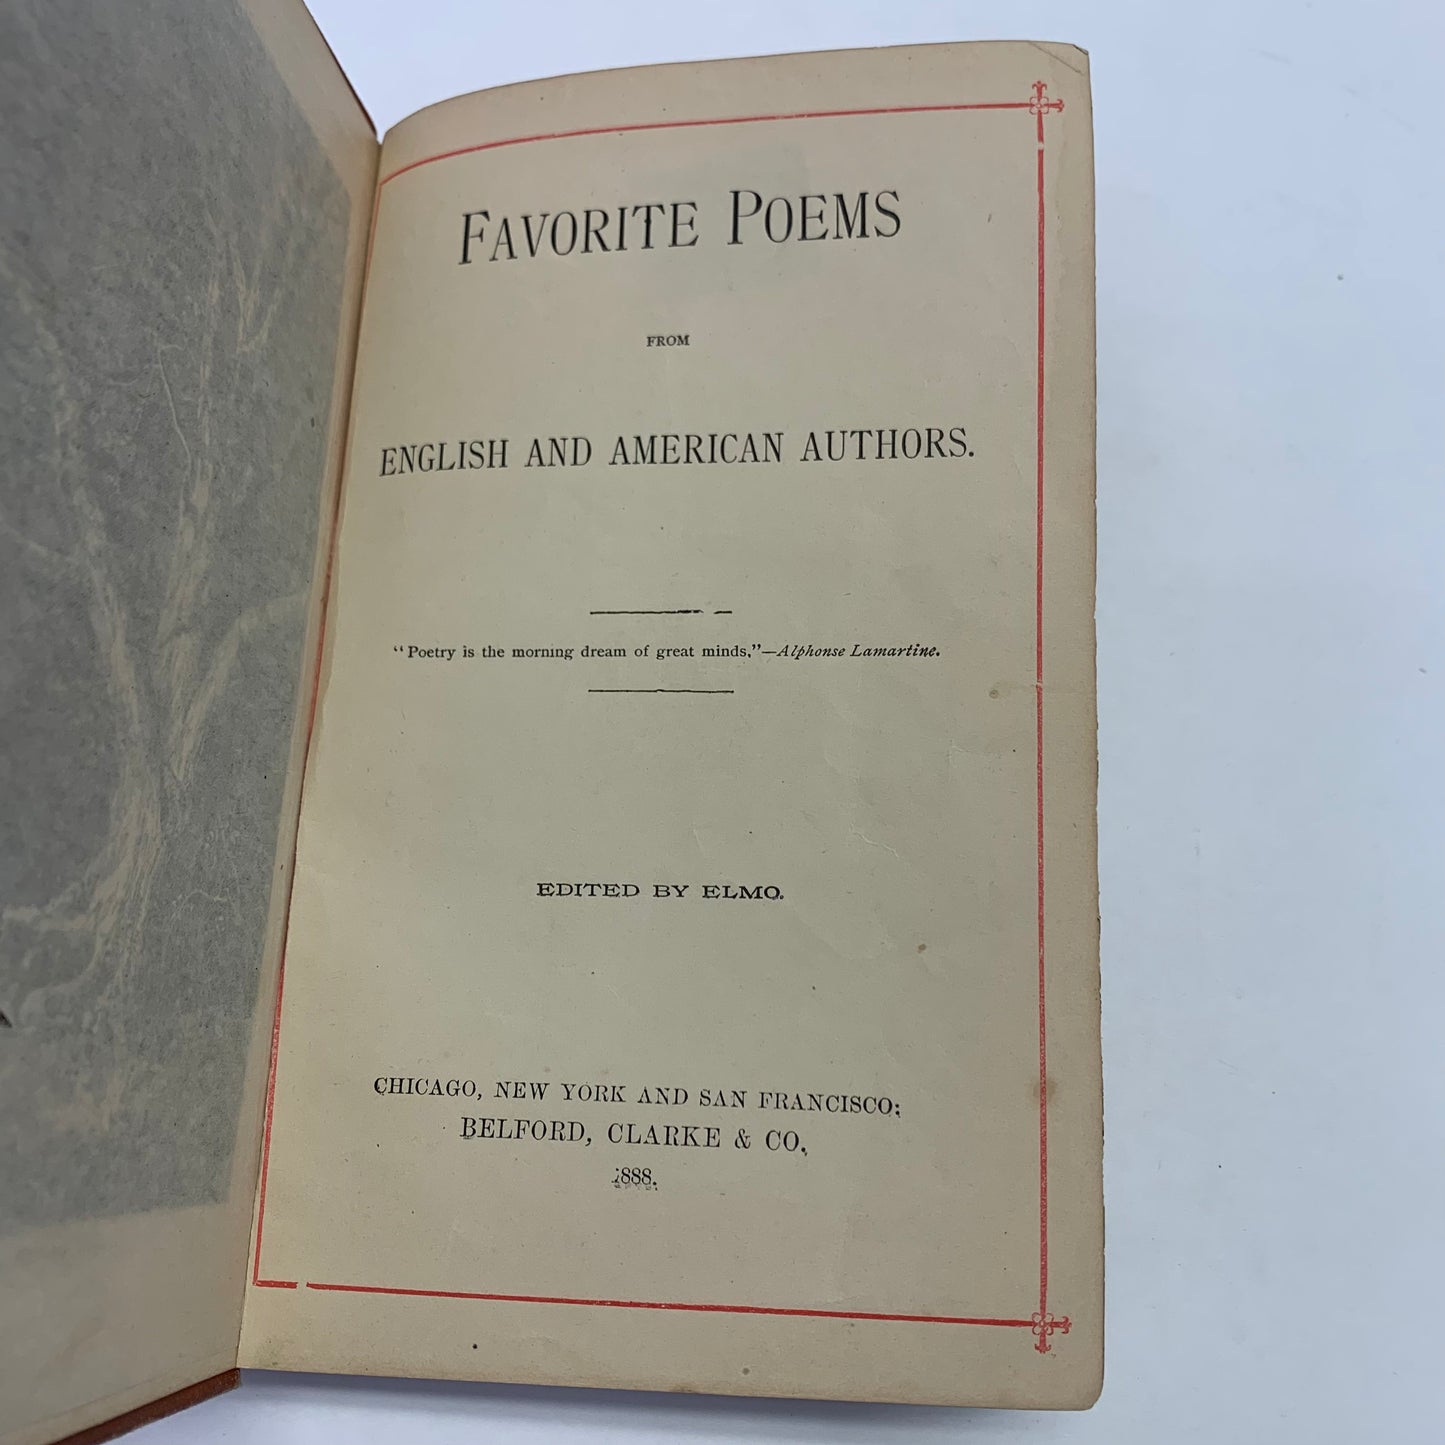 FAVORITE POEMS
FROM
ENGLISH AND AMERICAN AUTHORS.
“Poetry is the morning dream of great minds,”—Alphonse Lamartine.
EDITED BY ELMO.
CHICAGO, NEW YORK AND SAN FRANCISCO:
BELFORD, CLARKE & CO.,
1888.